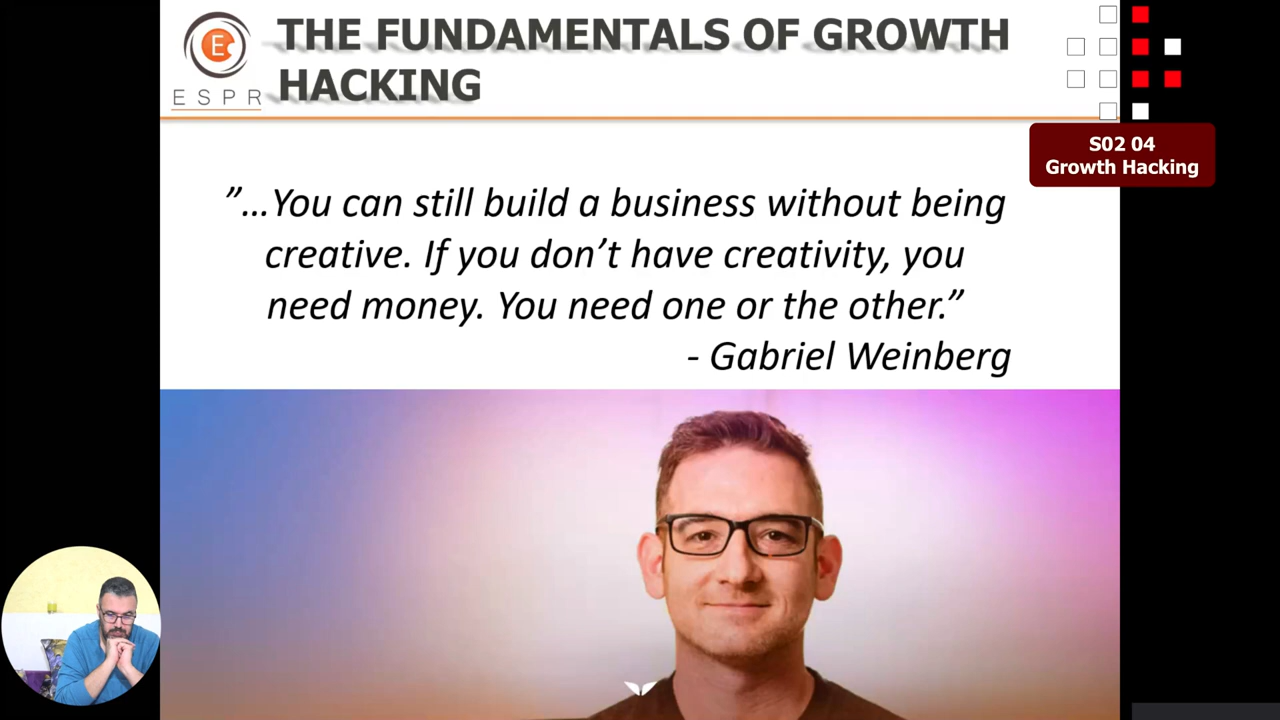 THE FUNDAMENTALS OF GROWTH
HACKING
E
E S P R
S02 04
Growth Hacking
”…You can still build a business without being
creative. If you don’t have creativity, you
need money. You need one or the other.”
- Gabriel Weinberg